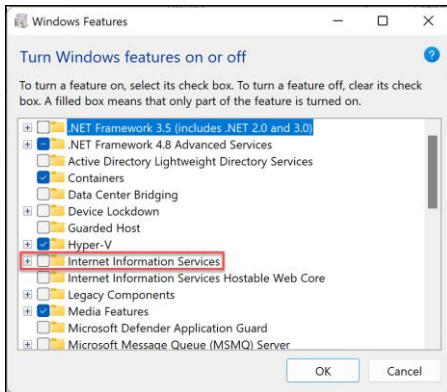 Windows Features
Turn Windows features on or off
To turn a feature on, select its check box. To turn a feature off, clear its check
box. A filled box means that only part of the feature is turned on.
.NET Framework 3.5 (includes .NET 2.0 and 3.0)
.NET Framework 4.8 Advanced Services
Active Directory Lightweight Directory Services
Containers
Data Center Bridging
Device Lockdown
Guarded Host
Hyper-V
Internet Information Services
Internet Information Services Hostable Web Core
Legacy Components
Media Features
Microsoft Defender Application Guard
Microsoft Message Queue (MSMQ) Server
OK Cancel